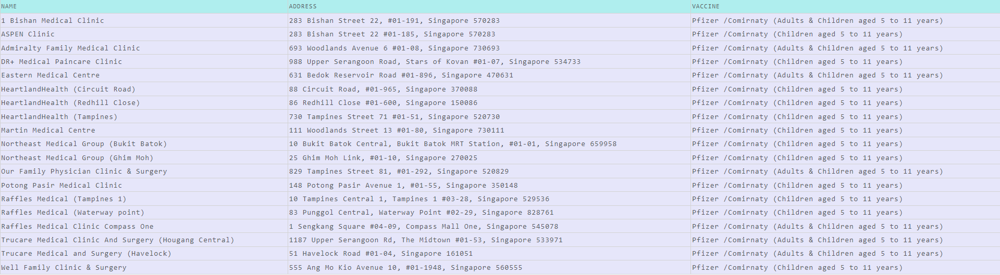 NAME ADDRESS VACCINE
1 Bishan Medical Clinic 283 Bishan Street 22, #01-191, Singapore 570283 Pfizer /Comirnaty (Adults & Children aged 5 to 11 years)
ASPEN Clinic 283 Bishan Street 22 #01-185, Singapore 570283 Pfizer /Comirnaty (Children aged 5 to 11 years)
Admiralty Family Medical Clinic 693 Woodlands Avenue 6 #01-08, Singapore 730693 Pfizer /Comirnaty (Adults & Children aged 5 to 11 years)
DR+ Medical Paincare Clinic 988 Upper Serangoon Road, Stars of Kovan #01-07, Singapore 534733 Pfizer /Comirnaty (Children aged 5 to 11 years)
Eastern Medical Centre 631 Bedok Reservoir Road #01-896, Singapore 470631 Pfizer /Comirnaty (Adults & Children aged 5 to 11 years)
HeartlandHealth (Circuit Road) 88 Circuit Road, #01-965, Singapore 370088 Pfizer /Comirnaty (Children aged 5 to 11 years)
HeartlandHealth (Redhill Close) 86 Redhill Close #01-600, Singapore 150086 Pfizer /Comirnaty (Children aged 5 to 11 years)
HeartlandHealth (Tampines) 730 Tampines Street 71 #01-51, Singapore 520730 Pfizer /Comirnaty (Children aged 5 to 11 years)
Martin Medical Centre 111 Woodlands Street 13 #01-80, Singapore 730111 Pfizer /Comirnaty (Children aged 5 to 11 years)
Northeast Medical Group (Bukit Batok) 10 Bukit Batok Central, Bukit Batok MRT Station, #01-01, Singapore 659958 Pfizer /Comirnaty (Children aged 5 to 11 years)
Northeast Medical Group (Ghim Moh) 25 Ghim Moh Link, #01-10, Singapore 270025 Pfizer /Comirnaty (Children aged 5 to 11 years)
Our Family Physician Clinic & Surgery 829 Tampines Street 81, #01-292, Singapore 520829 Pfizer /Comirnaty (Adults & Children aged 5 to 11 years)
Potong Pasir Medical Clinic 148 Potong Pasir Avenue 1, #01-55, Singapore 350148 Pfizer /Comirnaty (Children aged 5 to 11 years)
Raffles Medical (Tampines 1) 10 Tampines Central 1, Tampines 1 #03-28, Singapore 529536 Pfizer /Comirnaty (Children aged 5 to 11 years)
Raffles Medical (Waterway point) 83 Punggol Central, Waterway Point #02-29, Singapore 828761 Pfizer /Comirnaty (Children aged 5 to 11 years)
Raffles Medical Clinic Compass One 1 Sengkang Square #04-09, Compass Mall One, Singapore 545078 Pfizer /Comirnaty (Adults & Children aged 5 to 11 years)
Trucare Medical Clinic And Surgery (Hougang Central) 1187 Upper Serangoon Rd, The Midtown #01-53, Singapore 533971 Pfizer /Comirnaty (Adults & Children aged 5 to 11 years)
Trucare Medical and Surgery (Havelock) 51 Havelock Road #01-04, Singapore 161051 Pfizer /Comirnaty (Adults & Children aged 5 to 11 years)
Well Family Clinic & Surgery 555 Ang Mo Kio Avenue 10, #01-1948, Singapore 560555 Pfizer /Comirnaty (Children aged 5 to 11 years)